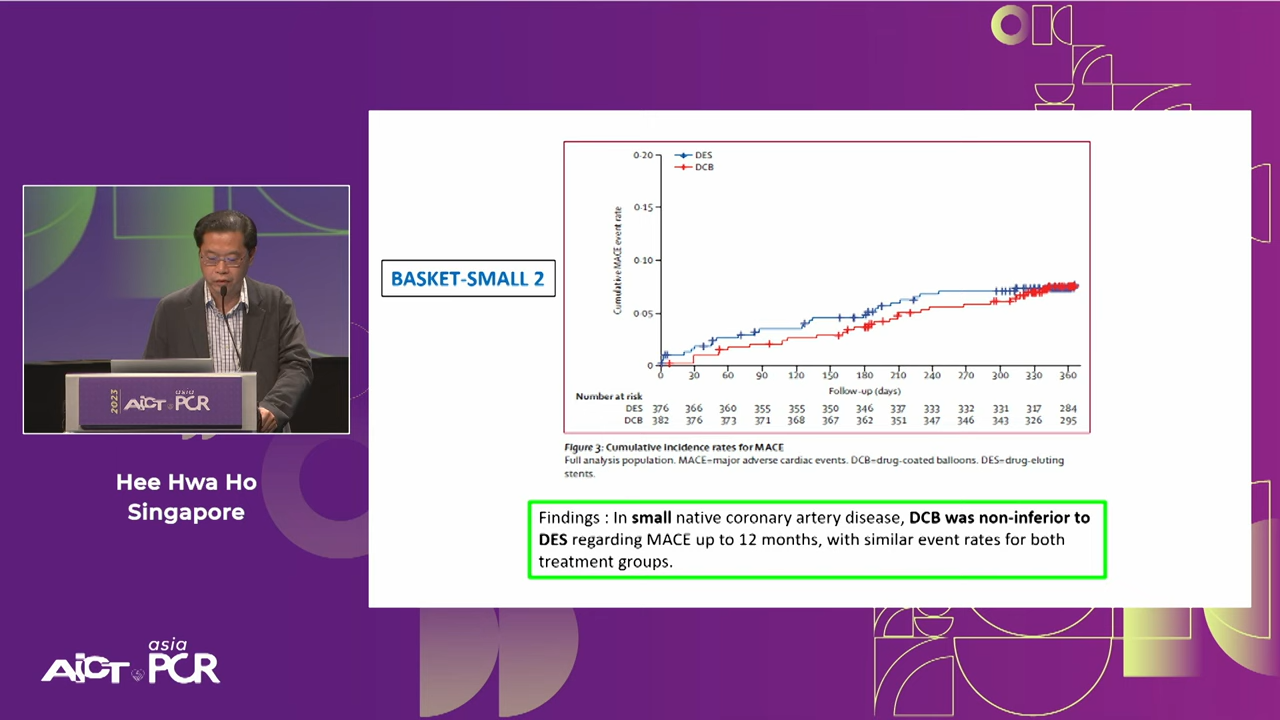 BASKET-SMALL 2
0·20
0·15
0·10
0·05
0
Cumulative MACE event rate
DES
DCB
0 30 60 90 120 150 180 210 240 270 300 330 360
Follow-up (days)
Number at risk
DES 376 366 360 355 355 350 346 337 333 332 331 317 284
DCB 382 376 373 371 368 367 362 351 347 346 343 326 295
Figure 3: Cumulative incidence rates for MACE
Full analysis population. MACE=major adverse cardiac events. DCB=drug-coated balloons. DES=drug-eluting
stents.
Findings : In small native coronary artery disease, DCB was non-inferior to
DES regarding MACE up to 12 months, with similar event rates for both
treatment groups.
2023 AICT asia PCR
Hee Hwa Ho
Singapore
asia
AICT PCR